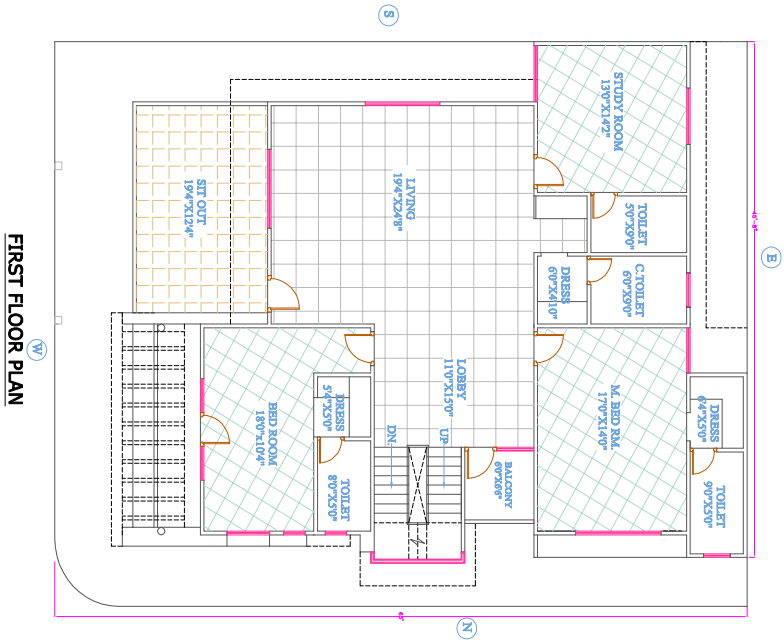 E
DRESS
6'4"X5'0"
TOILET
9'0"X5'0"
STUDY ROOM
13'0"X14'2"
TOILET
5'0"X9'0"
C.TOILET
6'0"X9'0"
M. BED RM.
17'0"X14'0"
DRESS
6'0"X4'10"
BALCONY
6'0"X6'6"
LOBBY
11'0"X15'0"
UP
N
LIVING
19'4"X24'8"
S
DN.
DRESS
5'4"X5'0"
TOILET
8'0"X5'0"
BED ROOM
18'0"x10'4"
SIT OUT
19'4"X12'4"
W
FIRST FLOOR PLAN